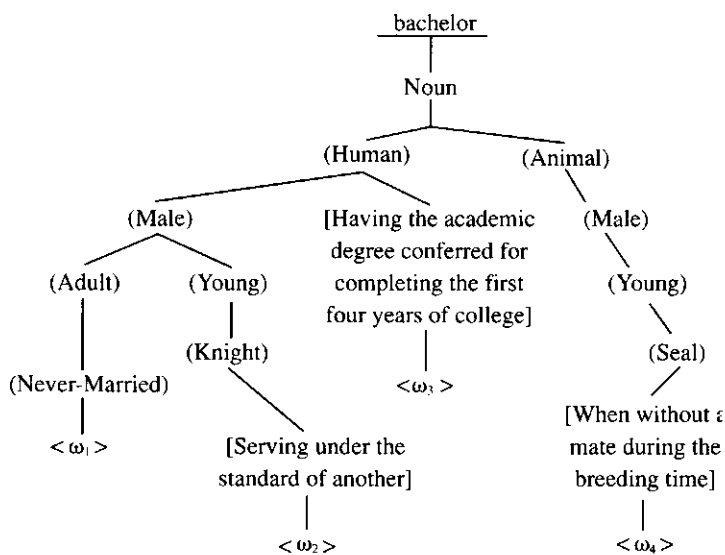 bachelor
Noun
(Human)
(Animal)
(Male)
[Having the academic
degree conferred for
completing the first
four years of college]
(Male)
(Adult)
(Young)
(Young)
(Knight)
(Seal)
(Never-Married)
<ω₃>
<ω₁>
[Serving under the
standard of another]
[When without a
mate during the
breeding time]
<ω₂>
<ω₄>